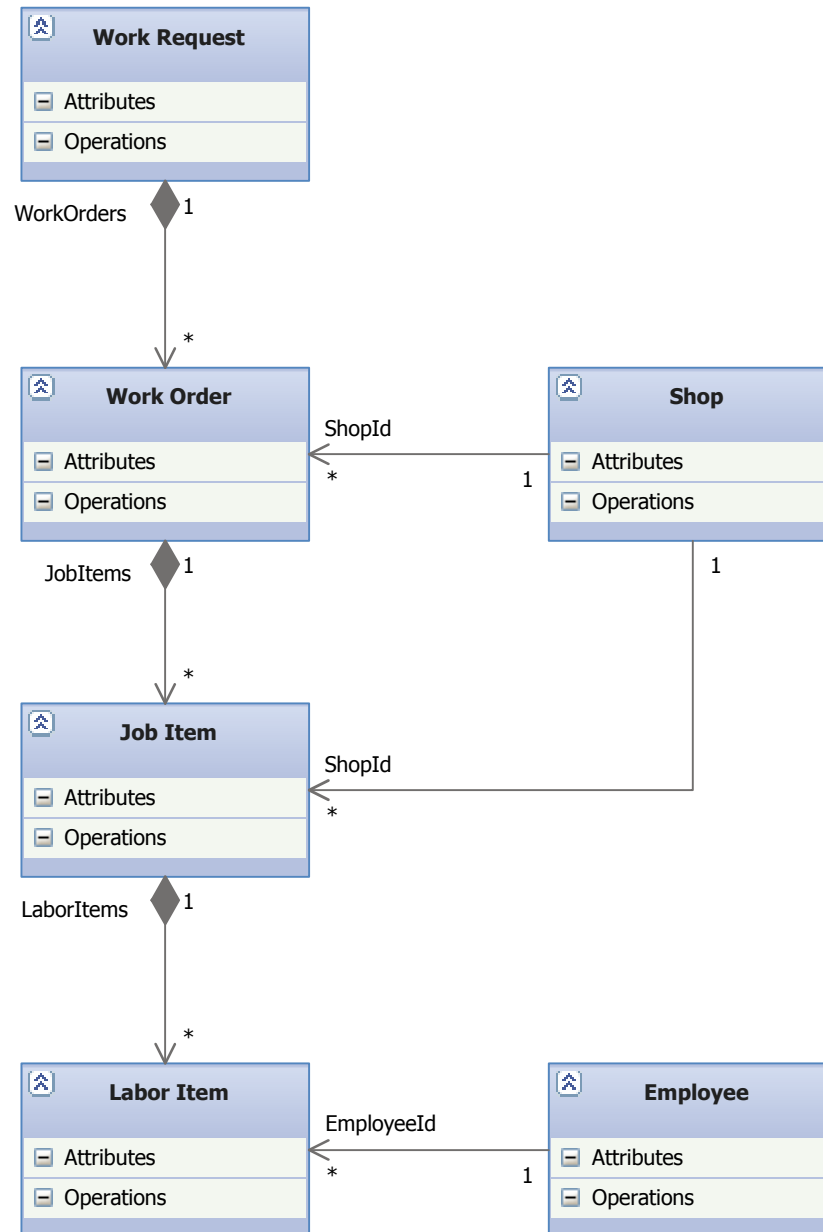 Work Request
Attributes
Operations
WorkOrders
1
*
Work Order
Attributes
Operations
ShopId
*
1
Shop
Attributes
Operations
JobItems
1
1
*
Job Item
Attributes
Operations
ShopId
*
LaborItems
1
*
Labor Item
Attributes
Operations
EmployeeId
*
1
Employee
Attributes
Operations